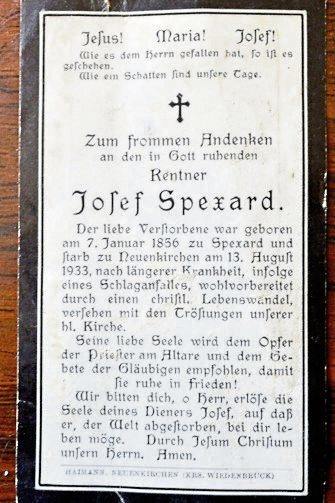 Jesus! Maria! Josef!
Wie es dem Herrn gefallen hat, so ist es
geschehen.
Wie ein Schatten sind unsere Tage.
Zum frommen Andenken
an den in Gott ruhenden
Rentner
Josef Spexard.
Der liebe Verstorbene war geboren
am 7. Januar 1856 zu Spexard und
starb zu Neuenkirchen am 13. August
1933, nach längerer Krankheit, infolge
eines Schlaganfalles, wohlvorbereitet
durch einen christl. Lebenswandel,
versehen mit den Tröstungen unserer
hl. Kirche.
Seine liebe Seele wird dem Opfer
der Priester am Altare und dem Ge-
bete der Gläubigen empfohlen, damit
sie ruhe in frieden!
Wir bitten dich, o Herr, erlöse die
Seele deines Dieners Josef, auf daß
er, der Welt abgestorben, bei dir le-
ben möge. Durch Jesum Christum
unsern Herrn. Amen.
HAIMANN, NEUENKIRCHEN (KRS. WIEDENBRÜCK)